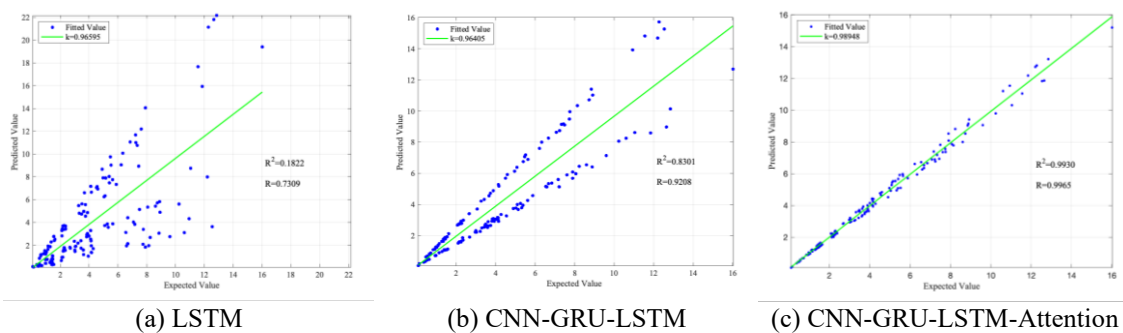 22
20
18
16
14
12
10
8
6
4
2
Predicted Value
Fitted Value
k=0.96595
R²=0.1822
R=0.7309
2 4 6 8 10 12 14 16 18 20 22
Expected Value
(a) LSTM
16
14
12
10
8
6
4
2
Predicted Value
Fitted Value
k=0.96405
R²=0.8301
R=0.9208
2 4 6 8 10 12 14 16
Expected Value
(b) CNN-GRU-LSTM
16
14
12
10
8
6
4
2
Predicted Value
Fitted Value
k=0.98948
R²=0.9930
R=0.9965
2 4 6 8 10 12 14 16
Expected Value
(c) CNN-GRU-LSTM-Attention